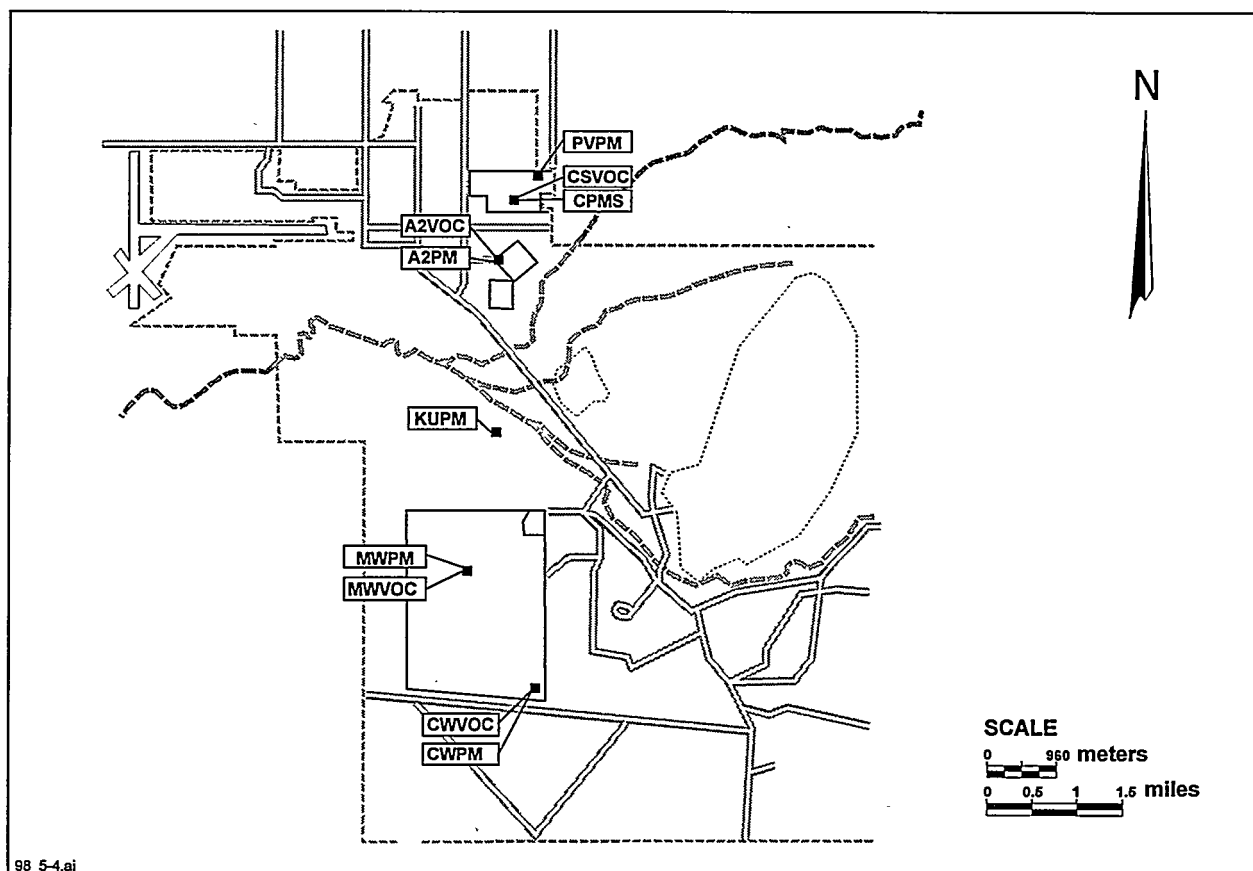 N
PVPM
CSVOC
CPMS
A2VOC
A2PM
KUPM
MWPM
MWVOC
CWVOC
CWPM
SCALE
0 960 meters
0 0.5 1 1.5 miles
98 5-4.ai